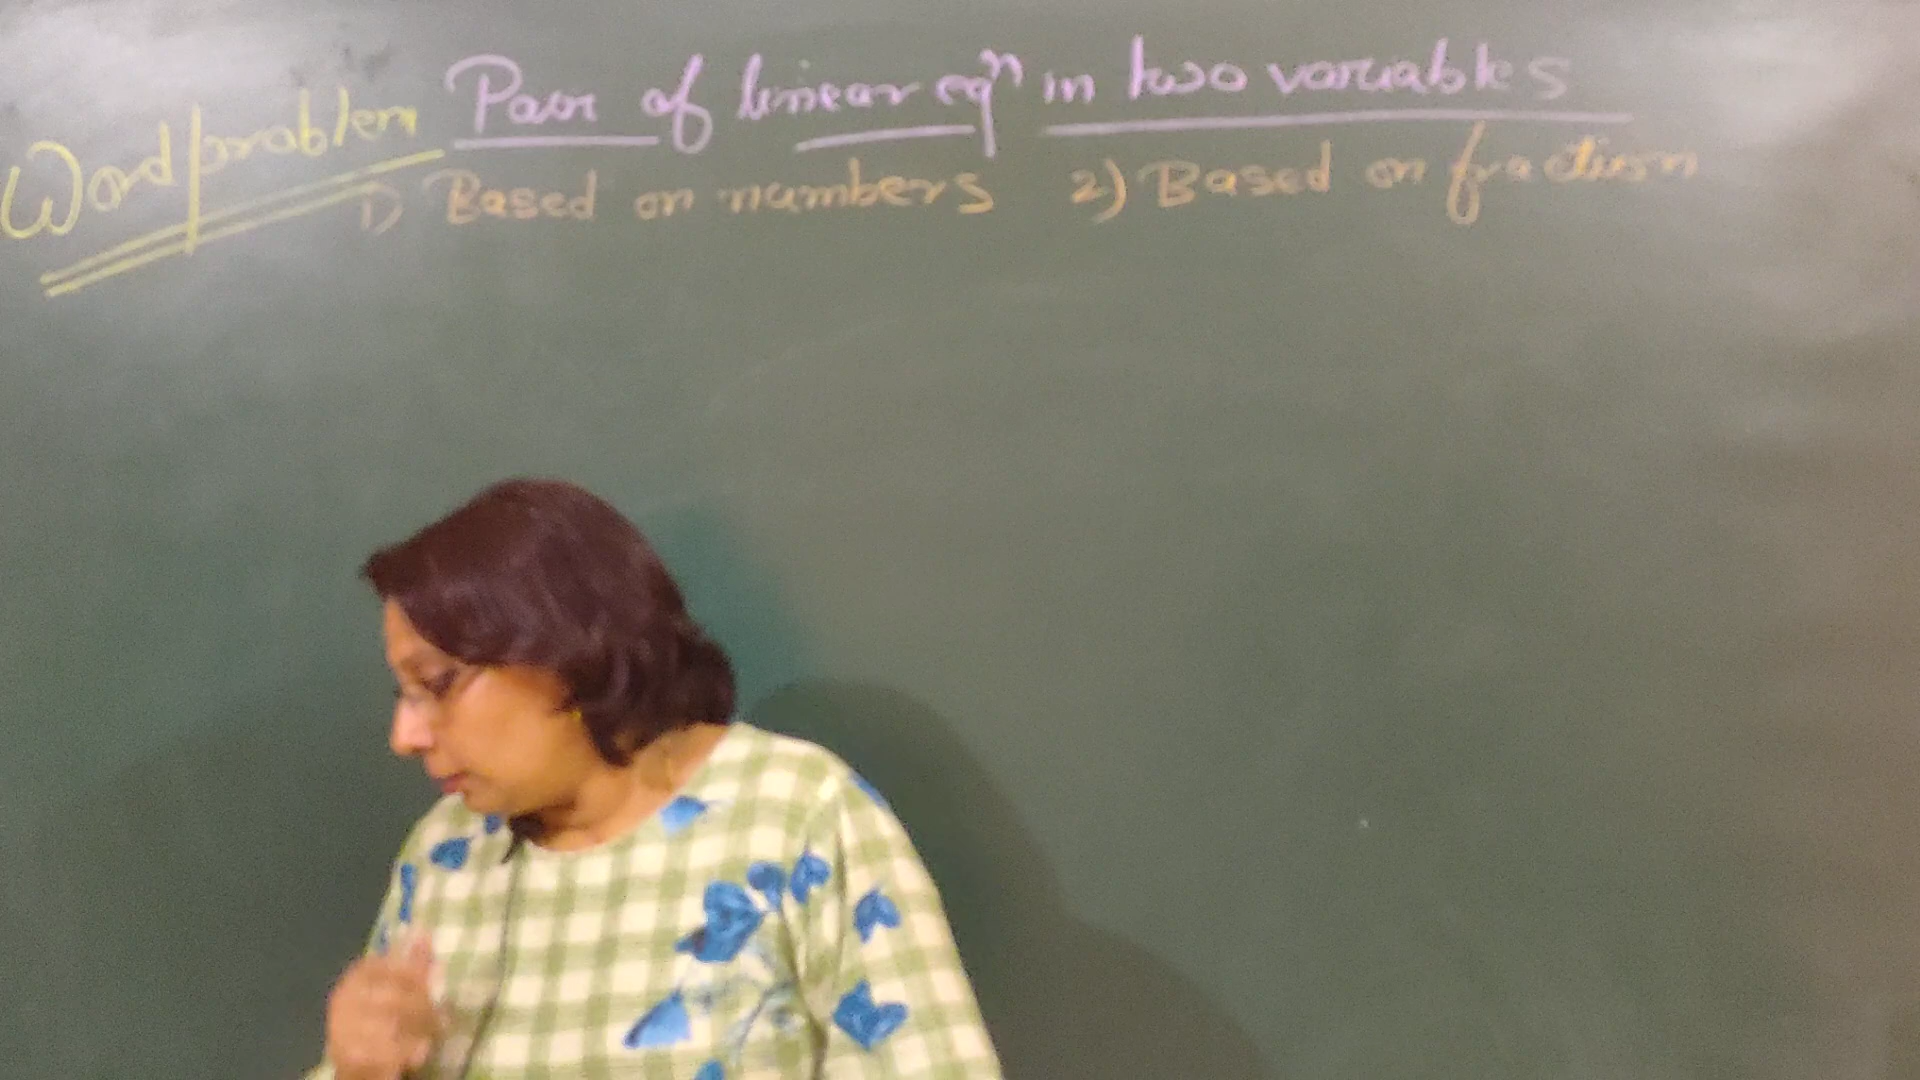 Word problem
Pair of linear eqⁿ in two variables
1) Based on numbers 2) Based on fraction